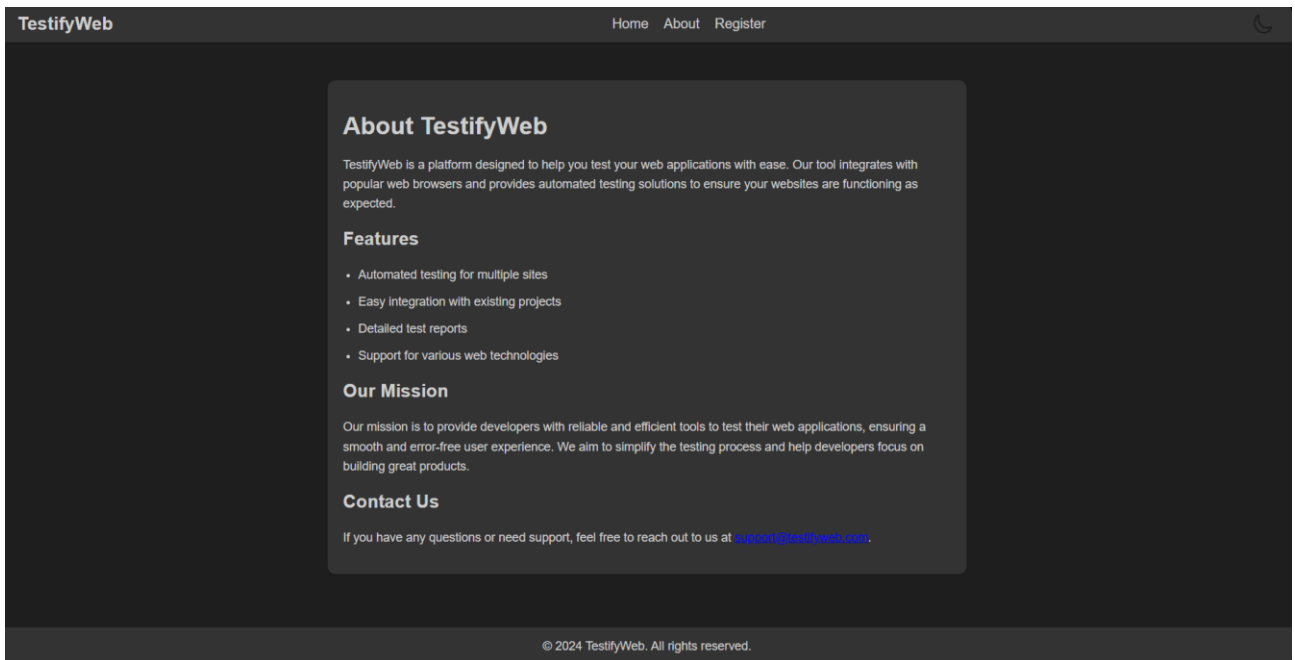 TestifyWeb
Home About Register
About TestifyWeb
TestifyWeb is a platform designed to help you test your web applications with ease. Our tool integrates with
popular web browsers and provides automated testing solutions to ensure your websites are functioning as
expected.
Features
• Automated testing for multiple sites
• Easy integration with existing projects
• Detailed test reports
• Support for various web technologies
Our Mission
Our mission is to provide developers with reliable and efficient tools to test their web applications, ensuring a
smooth and error-free user experience. We aim to simplify the testing process and help developers focus on
building great products.
Contact Us
If you have any questions or need support, feel free to reach out to us at support@testifyweb.com.
© 2024 TestifyWeb. All rights reserved.